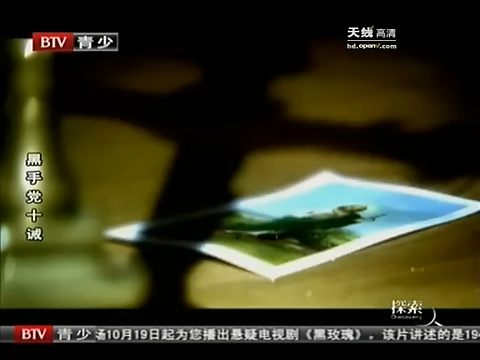 BTV 青少
天线 高清
hd.openv.com
黑手党十诫
探索
Discovery
BTV 青少 场10月19日起为您播出悬疑电视剧《黑玫瑰》。该片讲述的是194